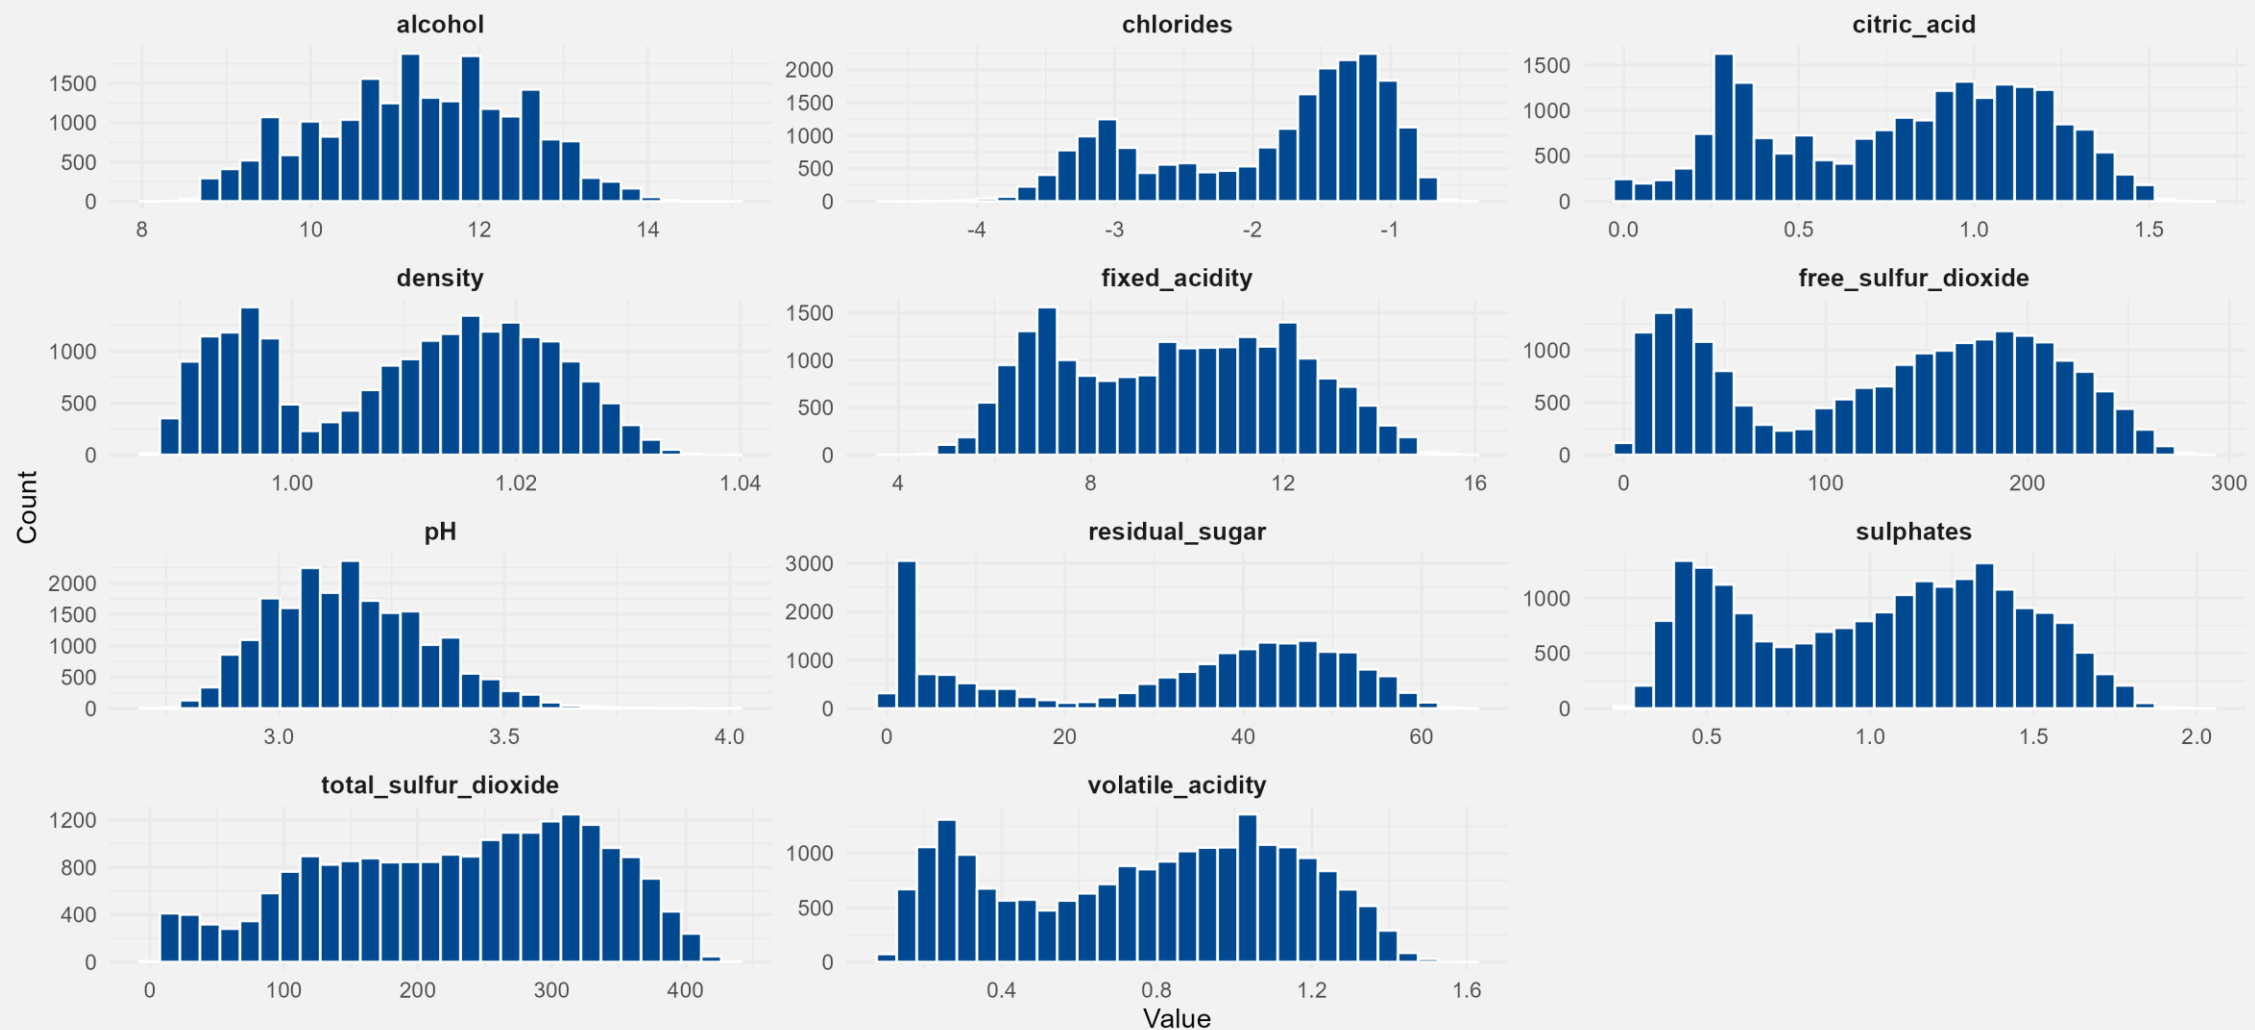 alcohol
chlorides
citric_acid
1500
1000
500
0
2000
1500
1000
500
0
1500
1000
500
0
8 10 12 14
-4 -3 -2 -1
0.0 0.5 1.0 1.5
density
fixed_acidity
free_sulfur_dioxide
1000
500
0
1500
1000
500
0
1000
500
0
1.00 1.02 1.04
4 8 12 16
0 100 200 300
Count
pH
residual_sugar
sulphates
2000
1500
1000
500
0
3000
2000
1000
0
1000
500
0
3.0 3.5 4.0
0 20 40 60
0.5 1.0 1.5 2.0
total_sulfur_dioxide
volatile_acidity
1200
800
400
0
1000
500
0
0 100 200 300 400
0.4 0.8 1.2 1.6
Value